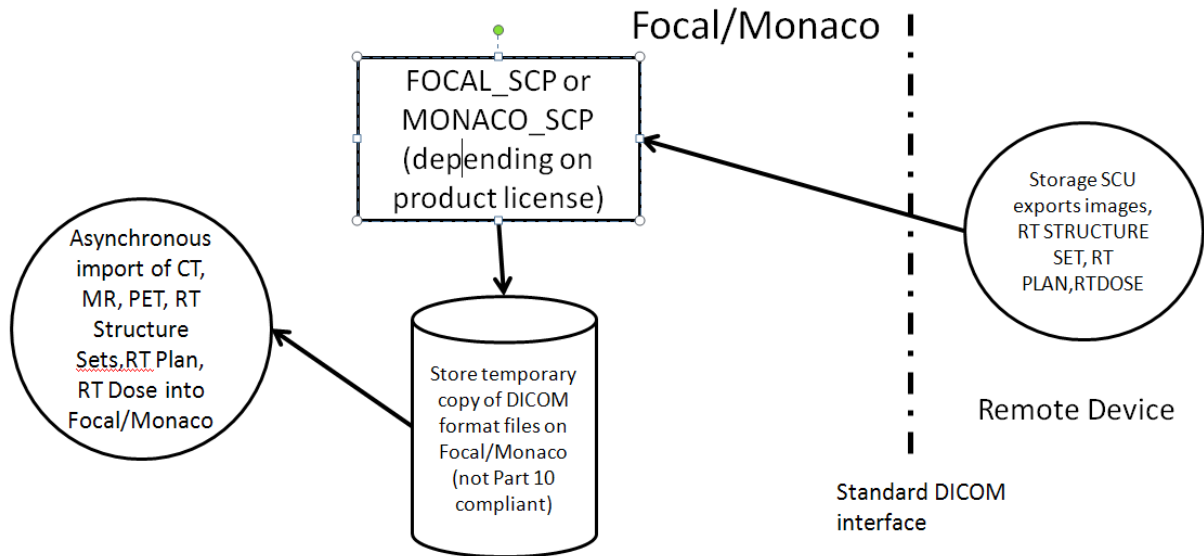 Focal/Monaco
FOCAL_SCP or
MONACO_SCP
(depending on
product license)
Storage SCU
exports images,
RT STRUCTURE
SET, RT
PLAN,RTDOSE
Asynchronous
import of CT,
MR, PET, RT
Structure
Sets,RT Plan,
RT Dose into
Focal/Monaco
Store temporary
copy of DICOM
format files on
Focal/Monaco
(not Part 10
compliant)
Remote Device
Standard DICOM
interface